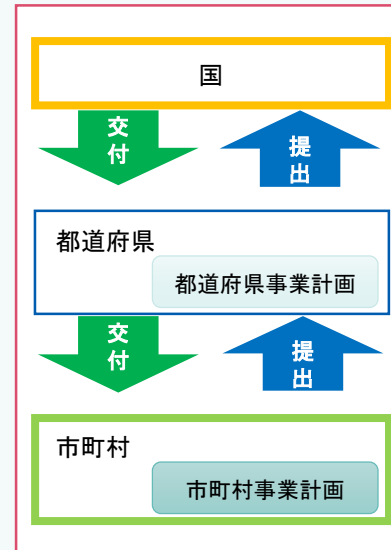 国
交付
提出
都道府県
都道府県事業計画
交付
提出
市町村
市町村事業計画